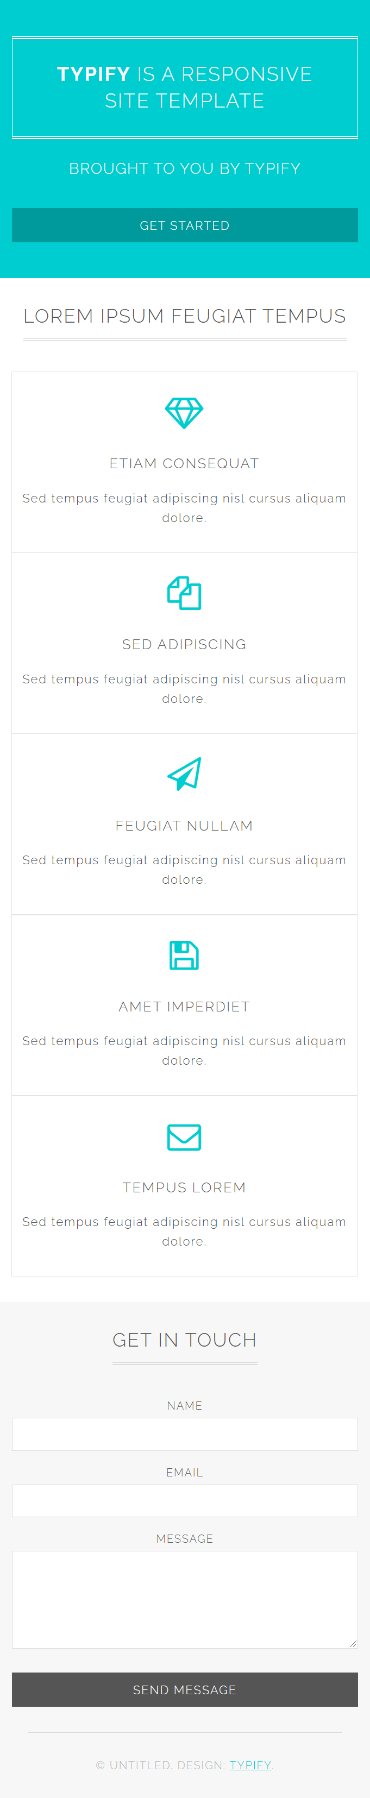 TYPIFY IS A RESPONSIVE
SITE TEMPLATE
BROUGHT TO YOU BY TYPIFY
GET STARTED
LOREM IPSUM FEUGIAT TEMPUS
ETIAM CONSEQUAT
Sed tempus feugiat adipiscing nisl cursus aliquam
dolore.
SED ADIPISCING
Sed tempus feugiat adipiscing nisl cursus aliquam
dolore.
FEUGIAT NULLAM
Sed tempus feugiat adipiscing nisl cursus aliquam
dolore.
AMET IMPERDIET
Sed tempus feugiat adipiscing nisl cursus aliquam
dolore.
TEMPUS LOREM
Sed tempus feugiat adipiscing nisl cursus aliquam
dolore.
GET IN TOUCH
NAME
EMAIL
MESSAGE
SEND MESSAGE
© UNTITLED. DESIGN: TYPIFY.